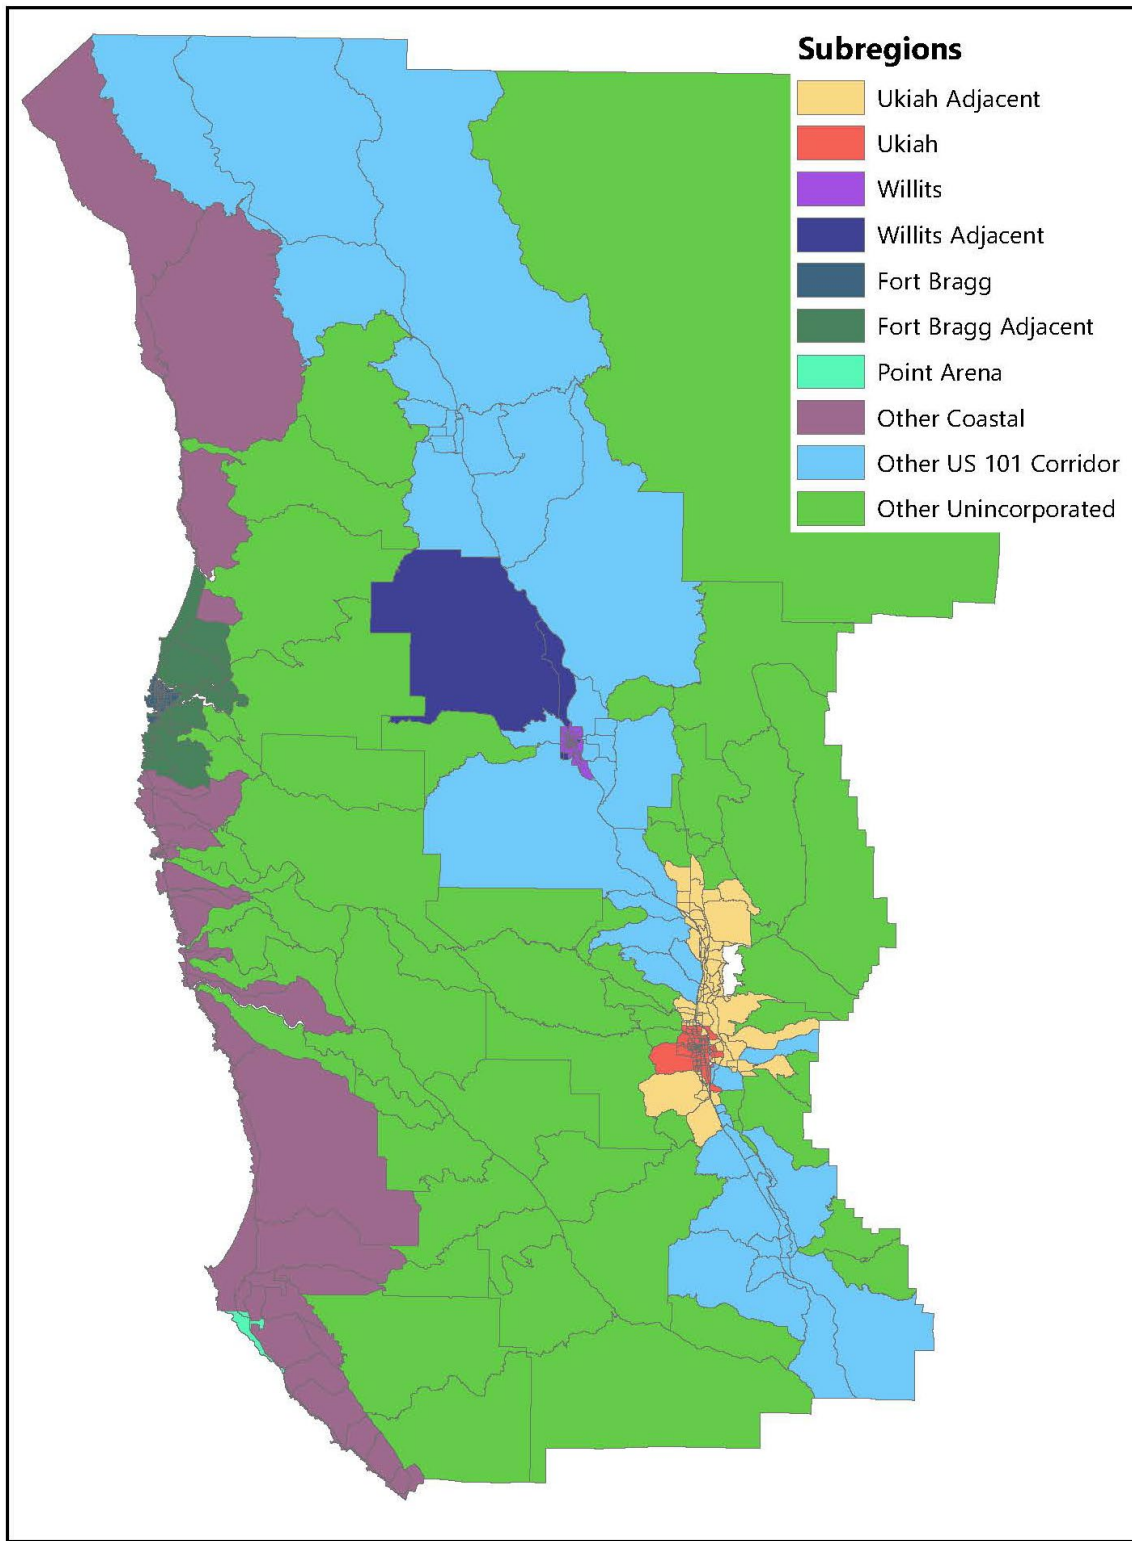 Subregions
Ukiah Adjacent
Ukiah
Willits
Willits Adjacent
Fort Bragg
Fort Bragg Adjacent
Point Arena
Other Coastal
Other US 101 Corridor
Other Unincorporated